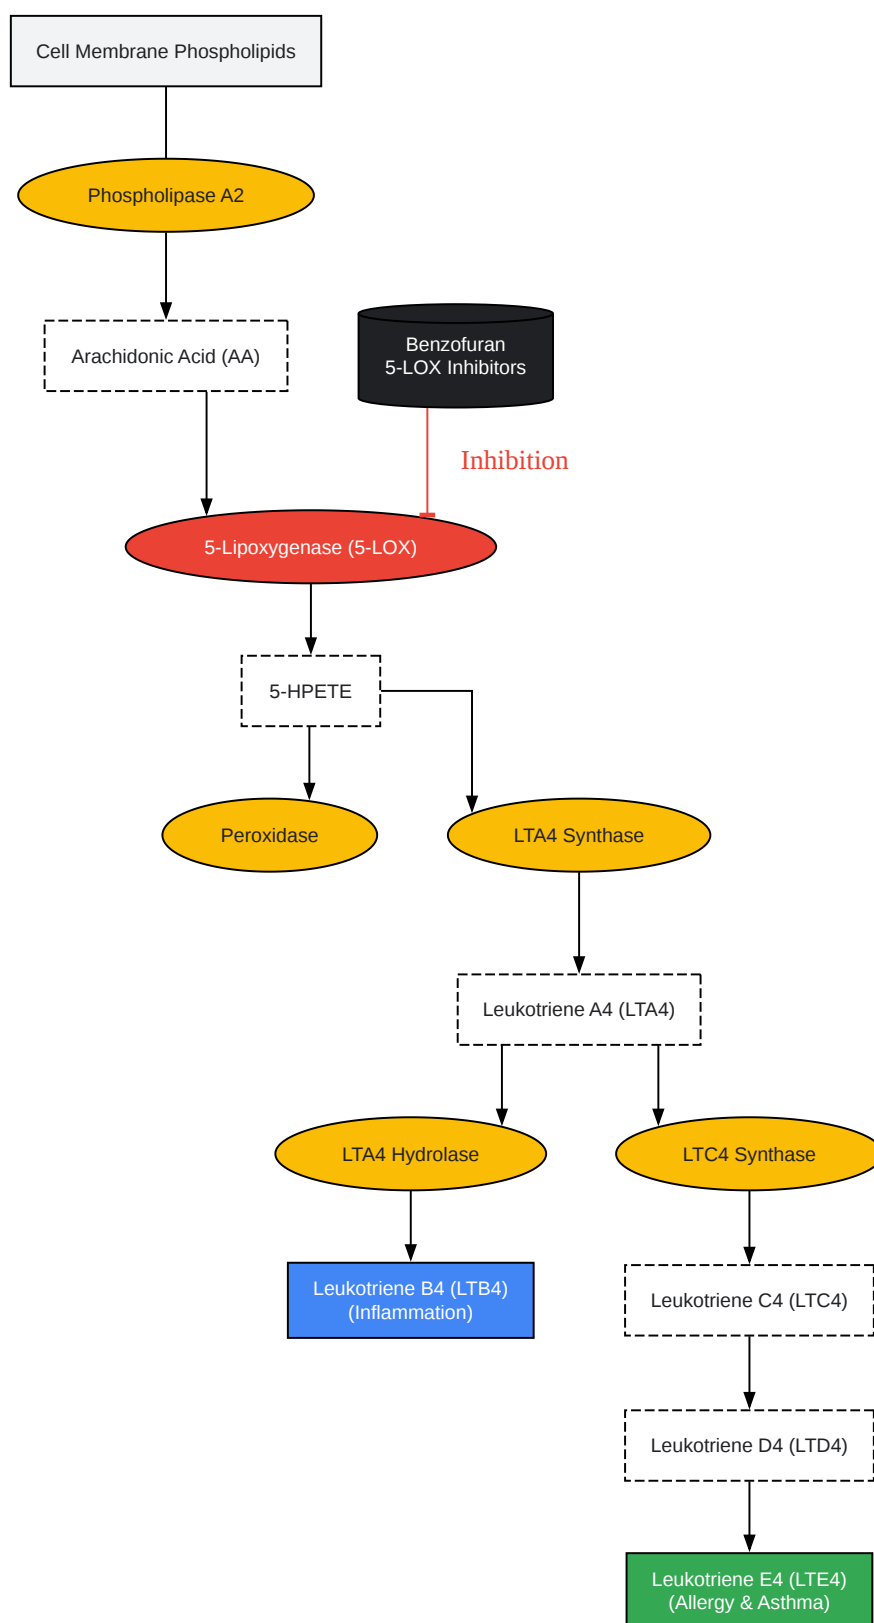 Cell Membrane Phospholipids
Phospholipase A2
Arachidonic Acid (AA)
Benzofuran
5-LOX Inhibitors
Inhibition
5-Lipoxygenase (5-LOX)
5-HPETE
Peroxidase
LTA4 Synthase
Leukotriene A4 (LTA4)
LTA4 Hydrolase
LTC4 Synthase
Leukotriene B4 (LTB4)
(Inflammation)
Leukotriene C4 (LTC4)
Leukotriene D4 (LTD4)
Leukotriene E4 (LTE4)
(Allergy & Asthma)